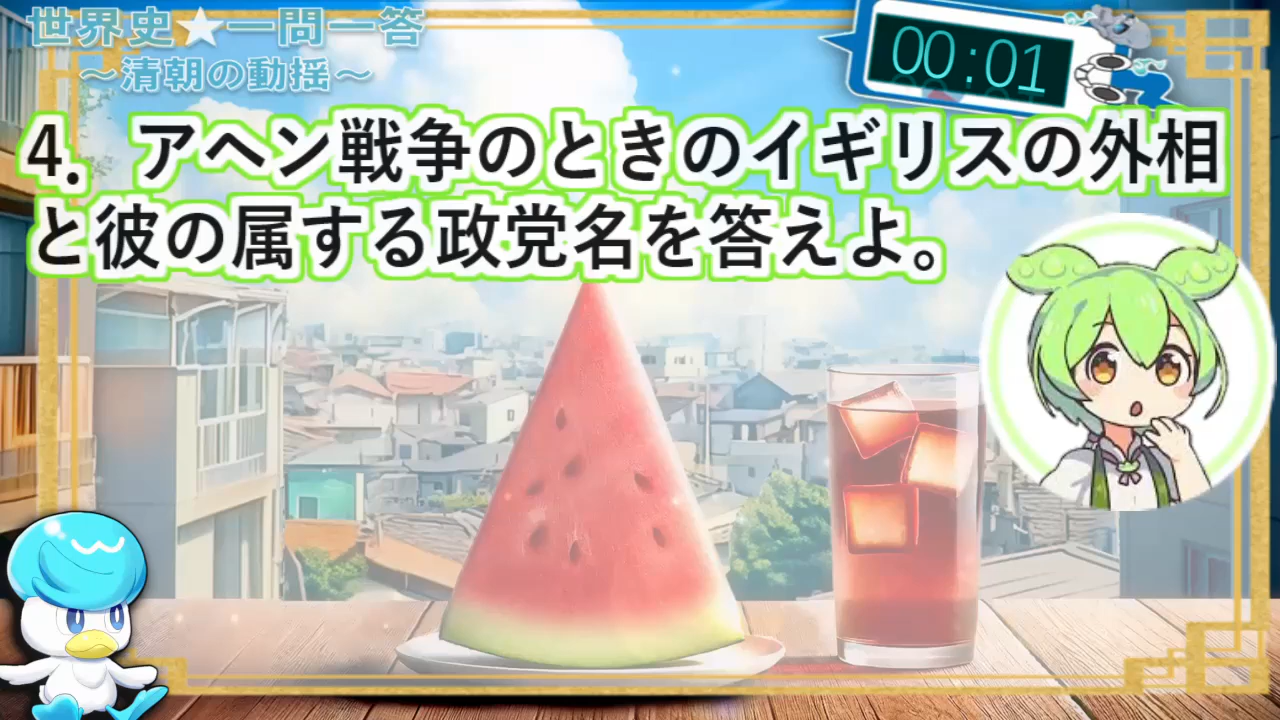 世界史★一問一答
～清朝の動揺～
00:01
4．アヘン戦争のときのイギリスの外相
と彼の属する政党名を答えよ。